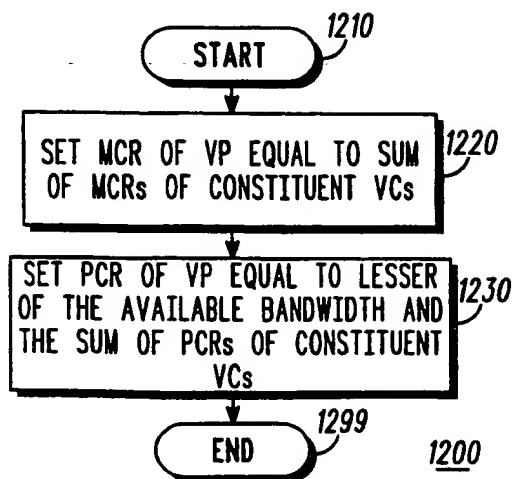 1210
START
SET MCR OF VP EQUAL TO SUM
OF MCRs OF CONSTITUENT VCs
1220
SET PCR OF VP EQUAL TO LESSER
OF THE AVAILABLE BANDWIDTH AND
THE SUM OF PCRs OF CONSTITUENT
VCs
1230
END
1299
1200